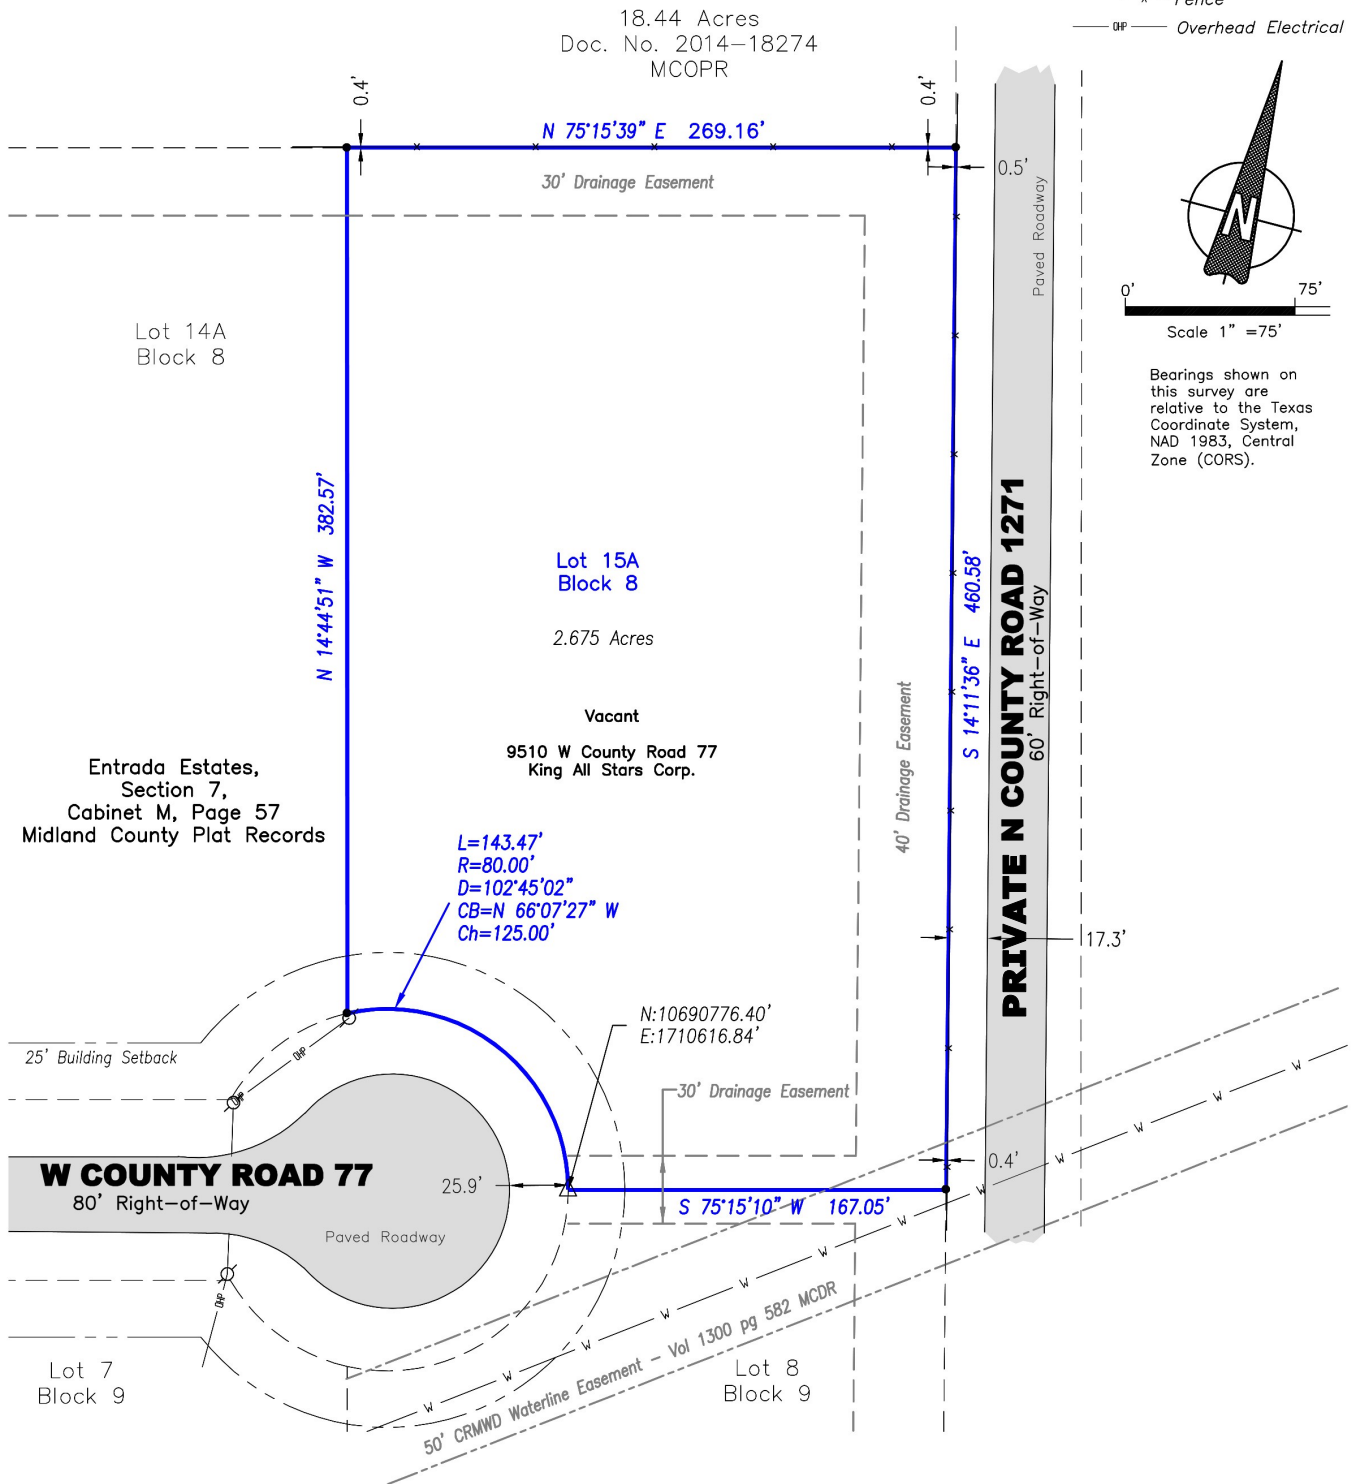 18.44 Acres
Doc. No. 2014-18274
MCOPR
Fence
OHP Overhead Electrical
0.4'
0.4'
N 75°15'39" E 269.16'
30' Drainage Easement
0.5'
Paved Roadway
N
0' 75'
Scale 1" =75'
Bearings shown on
this survey are
relative to the Texas
Coordinate System,
NAD 1983, Central
Zone (CORS).
Lot 14A
Block 8
N 14°44'51" W 382.57'
Lot 15A
Block 8
2.675 Acres
Vacant
9510 W County Road 77
King All Stars Corp.
40' Drainage Easement
S 14°11'36" E 460.58'
PRIVATE N COUNTY ROAD 1271
60' Right-of-Way
Entrada Estates,
Section 7,
Cabinet M, Page 57
Midland County Plat Records
L=143.47'
R=80.00'
D=102°45'02"
CB=N 66°07'27" W
Ch=125.00'
17.3'
N:10690776.40'
E:1710616.84'
25' Building Setback
OHP
OHP
30' Drainage Easement
0.4'
W COUNTY ROAD 77
80' Right-of-Way
25.9'
Paved Roadway
S 75°15'10" W 167.05'
OHP
W W W W W W W W W W W W
50' CRMWD Waterline Easement - Vol 1300 pg 582 MCDR
Lot 7
Block 9
Lot 8
Block 9